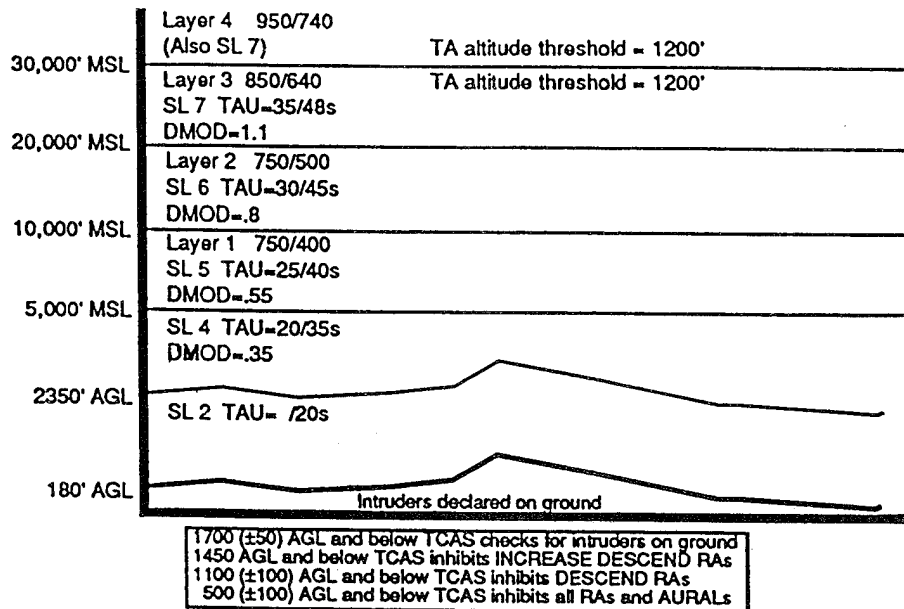 Layer 4 950/740
(Also SL 7) TA altitude threshold = 1200'
30,000' MSL
Layer 3 850/640 TA altitude threshold = 1200'
SL 7 TAU=35/48s
DMOD=1.1
20,000' MSL
Layer 2 750/500
SL 6 TAU=30/45s
DMOD=.8
10,000' MSL
Layer 1 750/400
SL 5 TAU=25/40s
DMOD=.55
5,000' MSL
SL 4 TAU=20/35s
DMOD=.35
2350' AGL
SL 2 TAU= /20s
180' AGL
Intruders declared on ground
1700 (±50) AGL and below TCAS checks for intruders on ground
1450 AGL and below TCAS inhibits INCREASE DESCEND RAs
1100 (±100) AGL and below TCAS inhibits DESCEND RAs
500 (±100) AGL and below TCAS inhibits all RAs and AURALs